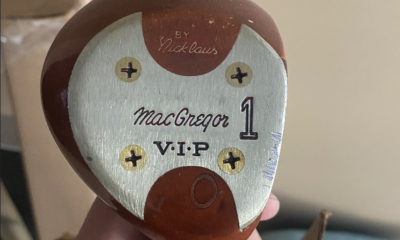 BY
Nicklaus
MacGregor 1
V·I·P
O